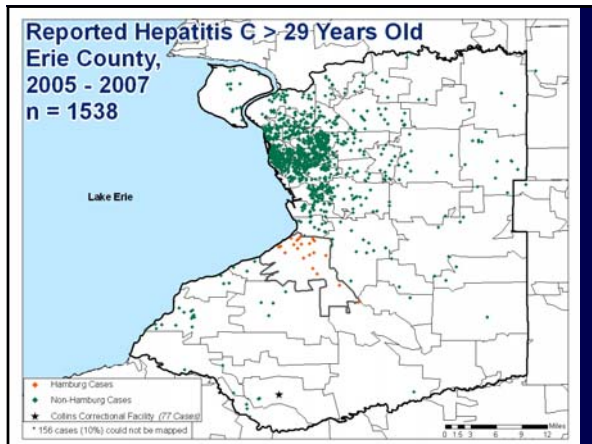 Reported Hepatitis C > 29 Years Old
Erie County,
2005 - 2007
n = 1538
Lake Erie
Hamburg Cases
Non-Hamburg Cases
Collins Correctional Facility (77 Cases)
* 156 cases (10%) could not be mapped
Miles
0 1.5 3 6 9 12